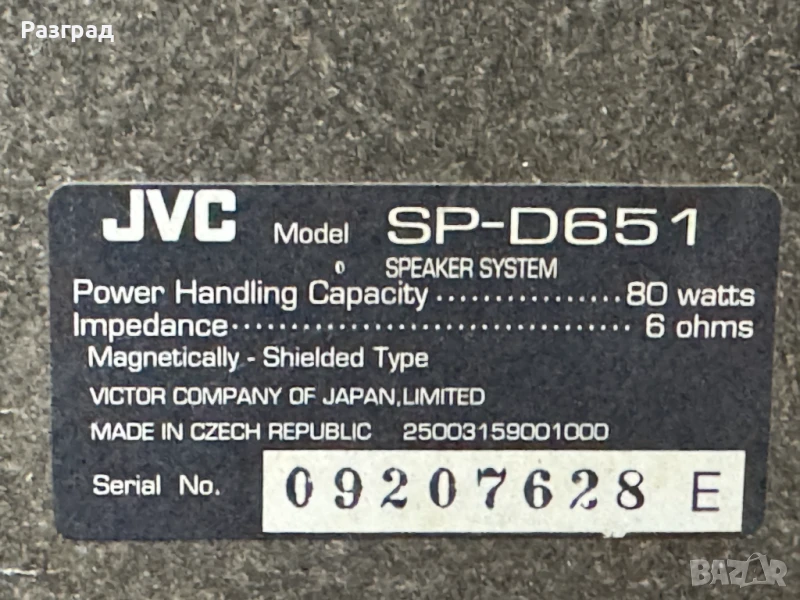 Разград
JVC Model SP-D651
SPEAKER SYSTEM
Power Handling Capacity ················ 80 watts
Impedance ··································· 6 ohms
Magnetically - Shielded Type
VICTOR COMPANY OF JAPAN,LIMITED
MADE IN CZECH REPUBLIC 25003159001000
Serial No. 09207628 E
BAZAR